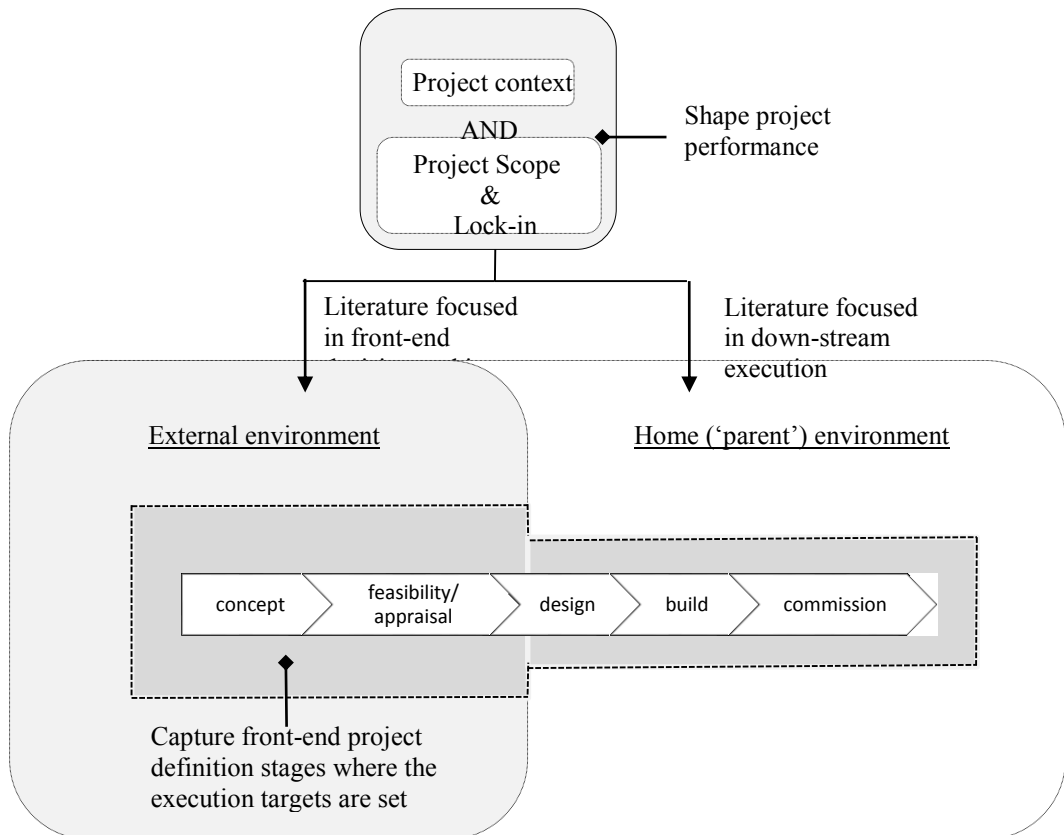 Project context
AND
Project Scope
&
Lock-in
Shape project
performance
Literature focused
in front-end
Literature focused
in down-stream
execution
External environment
Home (‘parent’) environment
concept
feasibility/
appraisal
design
build
commission
Capture front-end project
definition stages where the
execution targets are set